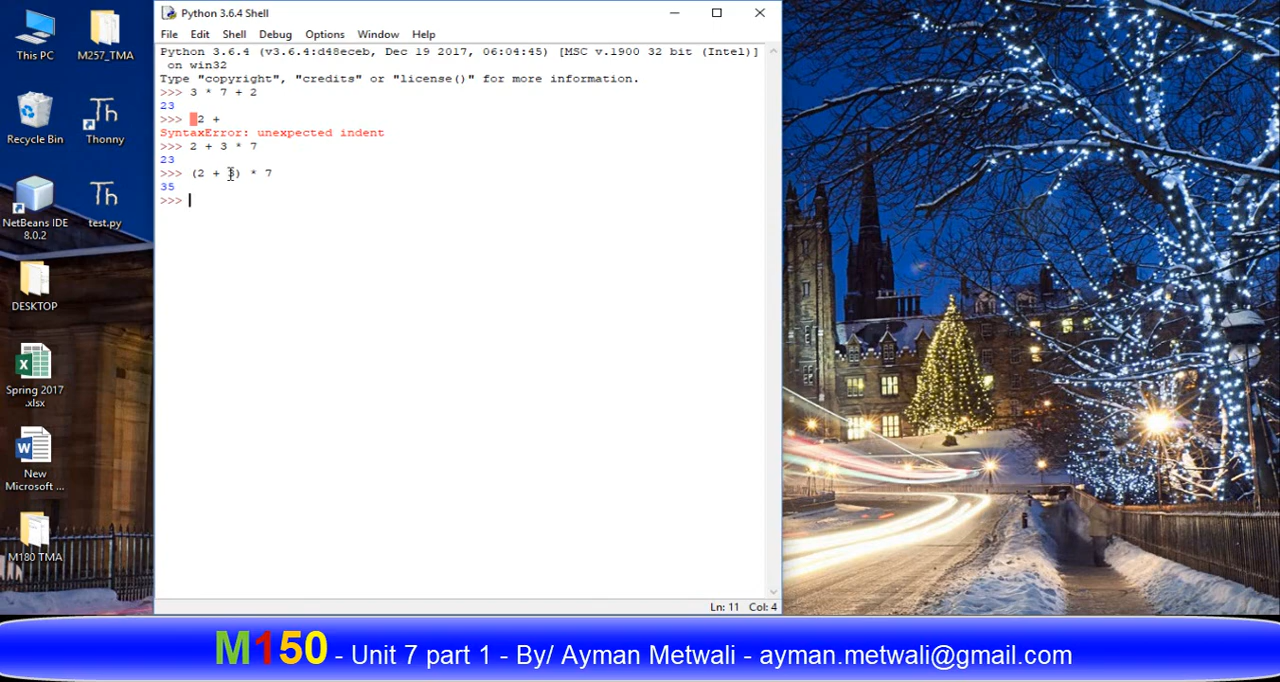 Python 3.6.4 Shell
File Edit Shell Debug Options Window Help
Python 3.6.4 (v3.6.4:d48eceb, Dec 19 2017, 06:04:45) [MSC v.1900 32 bit (Intel)]
on win32
Type "copyright", "credits" or "license()" for more information.
>>> 3 * 7 + 2
23
>>> 2 +
SyntaxError: unexpected indent
>>> 2 + 3 * 7
23
>>> (2 + 3) * 7
35
>>>
Ln: 11 Col: 4
This PC
M257_TMA
Recycle Bin
Th
Thonny
NetBeans IDE
8.0.2
Th
test.py
DESKTOP
Spring 2017
.xlsx
New
Microsoft ...
M180 TMA
M150 - Unit 7 part 1 - By/ Ayman Metwali - ayman.metwali@gmail.com